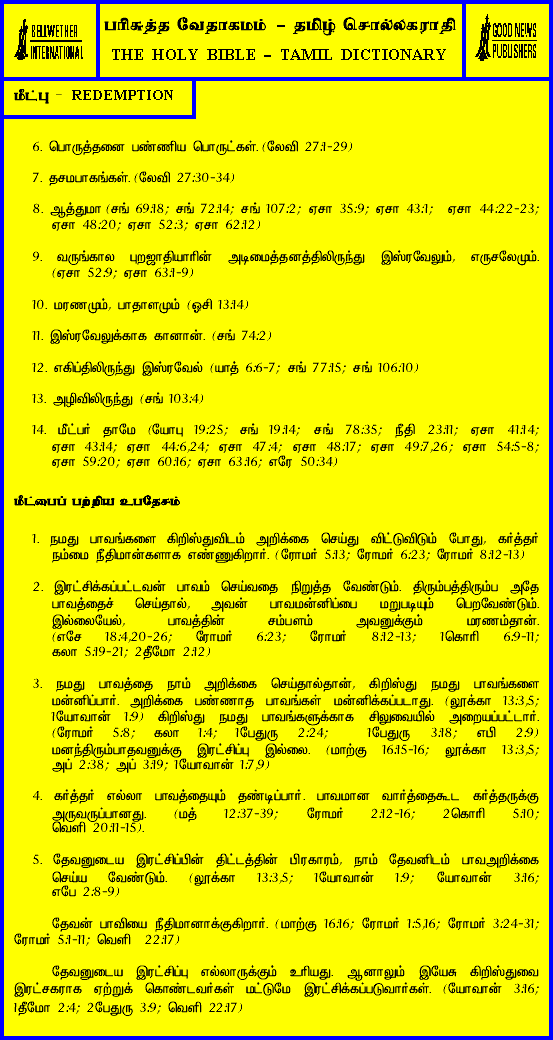 BELLWETHER
INTERNATIONAL
பரிசுத்த வேதாகமம் - தமிழ் சொல்லகராதி
THE HOLY BIBLE - TAMIL DICTIONARY
GOOD NEWS
PUBLISHERS
மீட்பு - REDEMPTION
6. பொருத்தனை பண்ணிய பொருட்கள். (லேவி 27:1-29)
7. தசமபாகங்கள். (லேவி 27:30-34)
8. ஆத்துமா (சங் 69:18; சங் 72:14; சங் 107:2; ஏசா 35:9; ஏசா 43:1; ஏசா 44:22-23;
ஏசா 48:20; ஏசா 52:3; ஏசா 62:12)
9. வருங்கால புறஜாதியாரின் அடிமைத்தனத்திலிருந்து இஸ்ரவேலும், எருசலேமும்.
(ஏசா 52:9; ஏசா 63:1-9)
10. மரணமும், பாதாளமும் (ஓசி 13:14)
11. இஸ்ரவேலுக்காக கானான். (சங் 74:2)
12. எகிப்திலிருந்து இஸ்ரவேல் (யாத் 6:6-7; சங் 77:15; சங் 106:10)
13. அழிவிலிருந்து (சங் 103:4)
14. மீட்பர் தாமே (யோபு 19:25; சங் 19:14; சங் 78:35; நீதி 23:11; ஏசா 41:14;
ஏசா 43:14; ஏசா 44:6,24; ஏசா 47:4; ஏசா 48:17; ஏசா 49:7,26; ஏசா 54:5-8;
ஏசா 59:20; ஏசா 60:16; ஏசா 63:16; எரே 50:34)
மீட்பைப் பற்றிய உபதேசம்
1. நமது பாவங்களை கிறிஸ்துவிடம் அறிக்கை செய்து விட்டுவிடும் போது, கர்த்தர்
நம்மை நீதிமான்களாக எண்ணுகிறார். (ரோமர் 5:13; ரோமர் 6:23; ரோமர் 8:12-13)
2. இரட்சிக்கப்பட்டவன் பாவம் செய்வதை நிறுத்த வேண்டும். திரும்பத்திரும்ப அதே
பாவத்தைச் செய்தால், அவன் பாவமன்னிப்பை மறுபடியும் பெறவேண்டும்.
இல்லையேல், பாவத்தின் சம்பளம் அவனுக்கும் மரணம்தான்.
(எசே 18:4,20-26; ரோமர் 6:23; ரோமர் 8:12-13; 1கொரி 6:9-11;
கலா 5:19-21; 2தீமோ 2:12)
3. நமது பாவத்தை நாம் அறிக்கை செய்தால்தான், கிறிஸ்து நமது பாவங்களை
மன்னிப்பார். அறிக்கை பண்ணாத பாவங்கள் மன்னிக்கப்படாது. (லூக்கா 13:3,5;
1யோவான் 1:9) கிறிஸ்து நமது பாவங்களுக்காக சிலுவையில் அறையப்பட்டார்.
(ரோமர் 5:8; கலா 1:4; 1பேதுரு 2:24; 1பேதுரு 3:18; எபி 2:9)
மனந்திரும்பாதவனுக்கு இரட்சிப்பு இல்லை. (மாற்கு 16:15-16; லூக்கா 13:3,5;
அப் 2:38; அப் 3:19; 1யோவான் 1:7,9)
4. கர்த்தர் எல்லா பாவத்தையும் தண்டிப்பார். பாவமான வார்த்தைகூட கர்த்தருக்கு
அருவருப்பானது. (மத் 12:37-39; ரோமர் 2:12-16; 2கொரி 5:10;
வெளி 20:11-15).
5. தேவனுடைய இரட்சிப்பின் திட்டத்தின் பிரகாரம், நாம் தேவனிடம் பாவஅறிக்கை
செய்ய வேண்டும். (லூக்கா 13:3,5; 1யோவான் 1:9; யோவான் 3:16;
எபே 2:8-9)
தேவன் பாவியை நீதிமானாக்குகிறார். (மாற்கு 16:16; ரோமர் 1:5,16; ரோமர் 3:24-31;
ரோமர் 5:1-11; வெளி 22:17)
தேவனுடைய இரட்சிப்பு எல்லாருக்கும் உரியது. ஆனாலும் இயேசு கிறிஸ்துவை
இரட்சகராக ஏற்றுக் கொண்டவர்கள் மட்டுமே இரட்சிக்கப்படுவார்கள். (யோவான் 3:16;
1தீமோ 2:4; 2பேதுரு 3:9; வெளி 22:17)